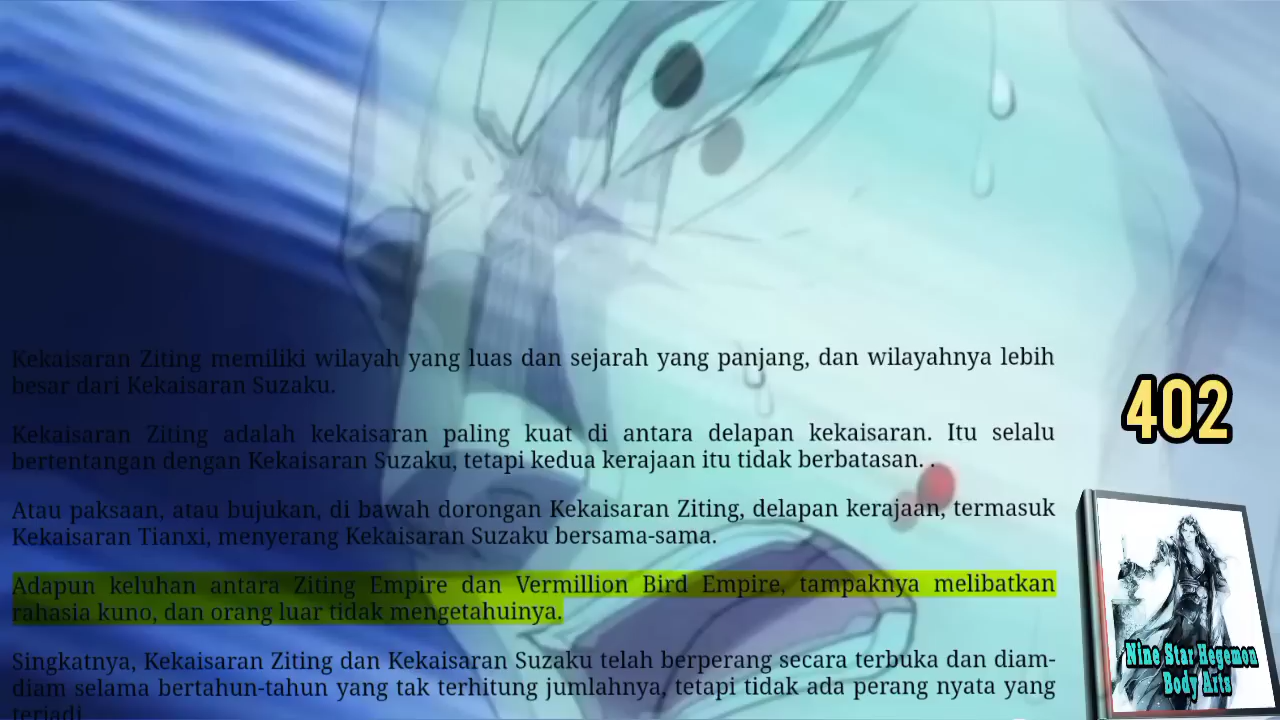 Kekaisaran Ziting memiliki wilayah yang luas dan sejarah yang panjang, dan wilayahnya lebih
besar dari Kekaisaran Suzaku.
Kekaisaran Ziting adalah kekaisaran paling kuat di antara delapan kekaisaran. Itu selalu
bertentangan dengan Kekaisaran Suzaku, tetapi kedua kerajaan itu tidak berbatasan. .
Atau paksaan, atau bujukan, di bawah dorongan Kekaisaran Ziting, delapan kerajaan, termasuk
Kekaisaran Tianxi, menyerang Kekaisaran Suzaku bersama-sama.
Adapun keluhan antara Ziting Empire dan Vermillion Bird Empire, tampaknya melibatkan
rahasia kuno, dan orang luar tidak mengetahuinya.
Singkatnya, Kekaisaran Ziting dan Kekaisaran Suzaku telah berperang secara terbuka dan diam-
diam selama bertahun-tahun yang tak terhitung jumlahnya, tetapi tidak ada perang nyata yang
terjadi
402
Nine Star Hegemon
Body Arts